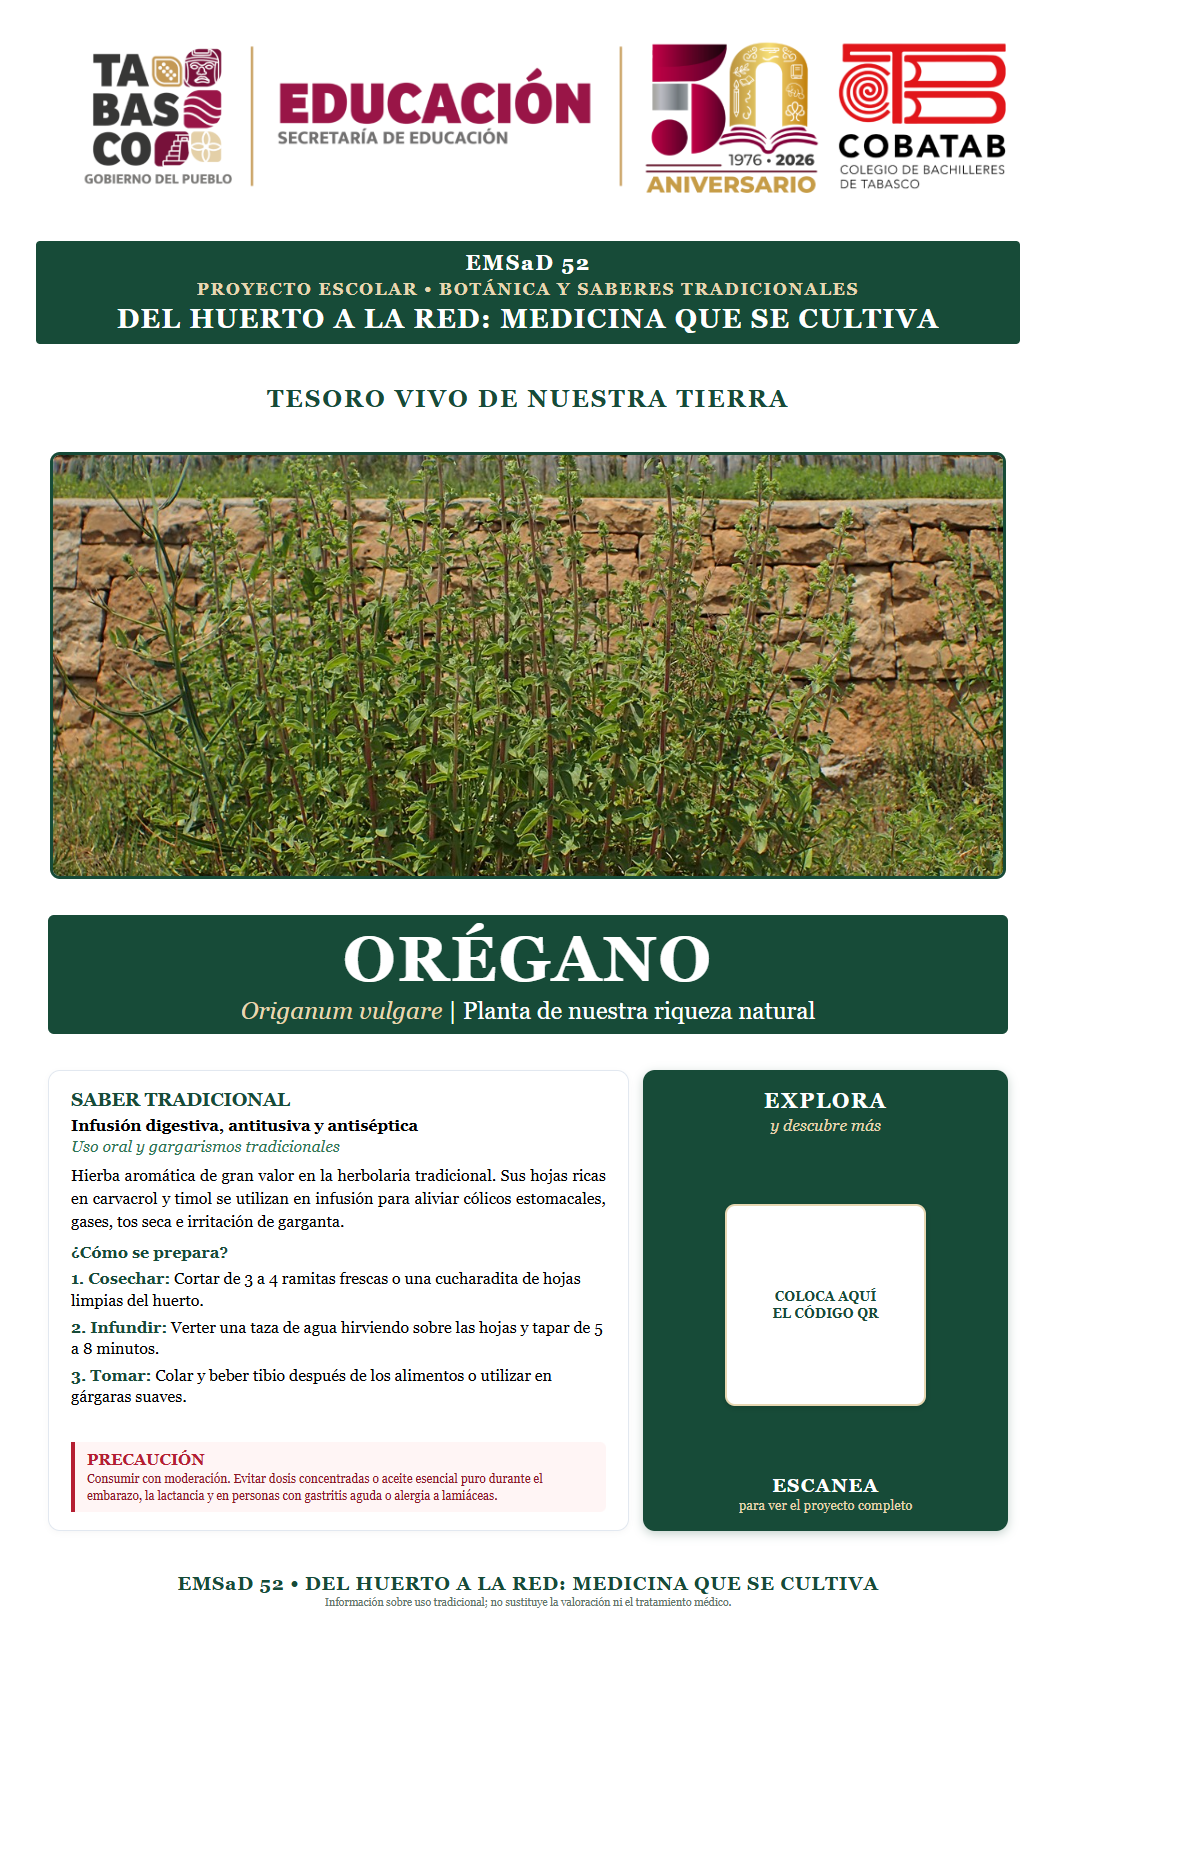 TA
BAS
CO
GOBIERNO DEL PUEBLO
EDUCACIÓN
SECRETARÍA DE EDUCACIÓN
50
1976 • 2026
ANIVERSARIO
COBATAB
COLEGIO DE BACHILLERES
DE TABASCO
EMSaD 52
PROYECTO ESCOLAR • BOTÁNICA Y SABERES TRADICIONALES
DEL HUERTO A LA RED: MEDICINA QUE SE CULTIVA
TESORO VIVO DE NUESTRA TIERRA
ORÉGANO
Origanum vulgare | Planta de nuestra riqueza natural
SABER TRADICIONAL
Infusión digestiva, antitusiva y antiséptica
Uso oral y gargarismos tradicionales
Hierba aromática de gran valor en la herbolaria tradicional. Sus hojas ricas
en carvacrol y timol se utilizan en infusión para aliviar cólicos estomacales,
gases, tos seca e irritación de garganta.
¿Cómo se prepara?
1. Cosechar: Cortar de 3 a 4 ramitas frescas o una cucharadita de hojas
limpias del huerto.
2. Infundir: Verter una taza de agua hirviendo sobre las hojas y tapar de 5
a 8 minutos.
3. Tomar: Colar y beber tibio después de los alimentos o utilizar en
gárgaras suaves.
PRECAUCIÓN
Consumir con moderación. Evitar dosis concentradas o aceite esencial puro durante el
embarazo, la lactancia y en personas con gastritis aguda o alergia a lamiáceas.
EXPLORA
y descubre más
COLOCA AQUÍ
EL CÓDIGO QR
ESCANEA
para ver el proyecto completo
EMSaD 52 • DEL HUERTO A LA RED: MEDICINA QUE SE CULTIVA
Información sobre uso tradicional; no sustituye la valoración ni el tratamiento médico.